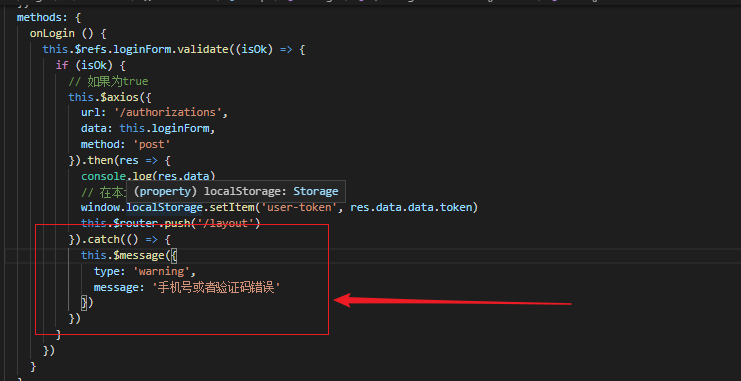 methods: {
onLogin () {
this.$refs.loginForm.validate((isOk) => {
if (isOk) {
// 如果为true
this.$axios({
url: '/authorizations',
data: this.loginForm,
method: 'post'
}).then(res => {
console.log(res.data)
// 在本
(property) localStorage: Storage
window.localStorage.setItem('user-token', res.data.data.token)
this.$router.push('/layout')
}).catch(() => {
this.$message({
type: 'warning',
message: '手机号或者验证码错误'
})
})
}
})
}